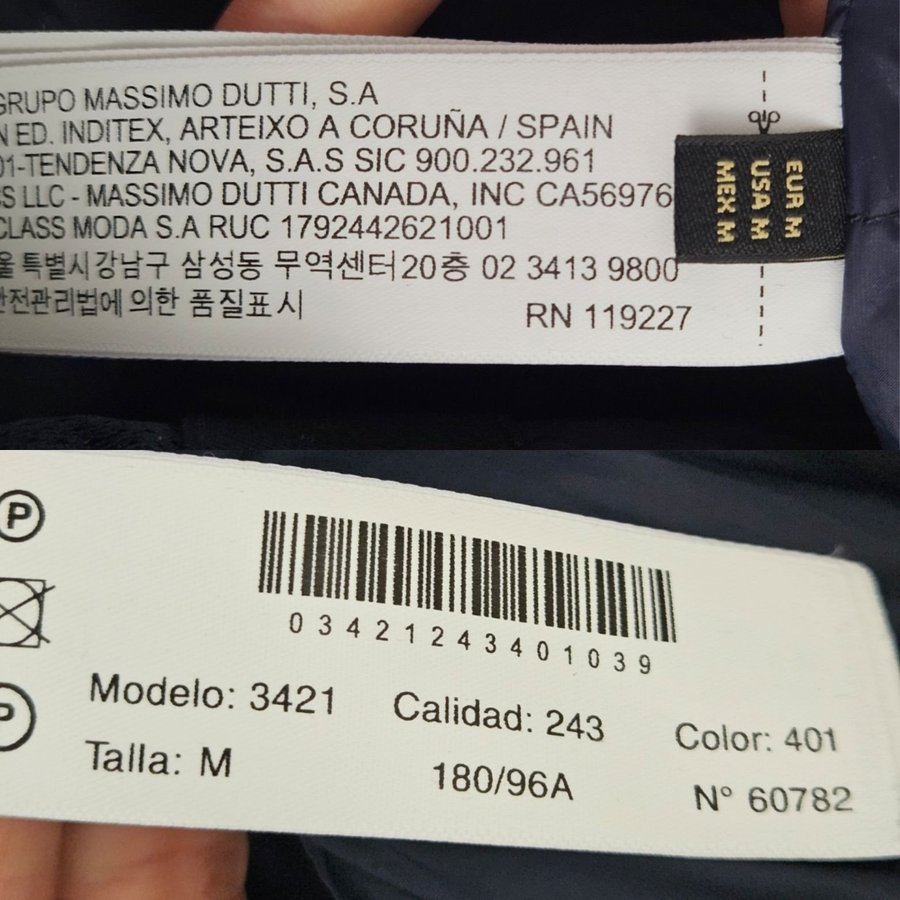 GRUPO MASSIMO DUTTI, S.A
N ED. INDITEX, ARTEIXO A CORUÑA / SPAIN
01-TENDENZA NOVA, S.A.S SIC 900.232.961
CS LLC - MASSIMO DUTTI CANADA, INC CA56976
CLASS MODA S.A RUC 1792442621001
울 특별시강남구 삼성동 무역센터20층 02 3413 9800
안전관리법에 의한 품질표시
RN 119227
EUR M
USA M
MEX M
P
03421243401039
P
Modelo: 3421 Calidad: 243 Color: 401
Talla: M 180/96A N° 60782